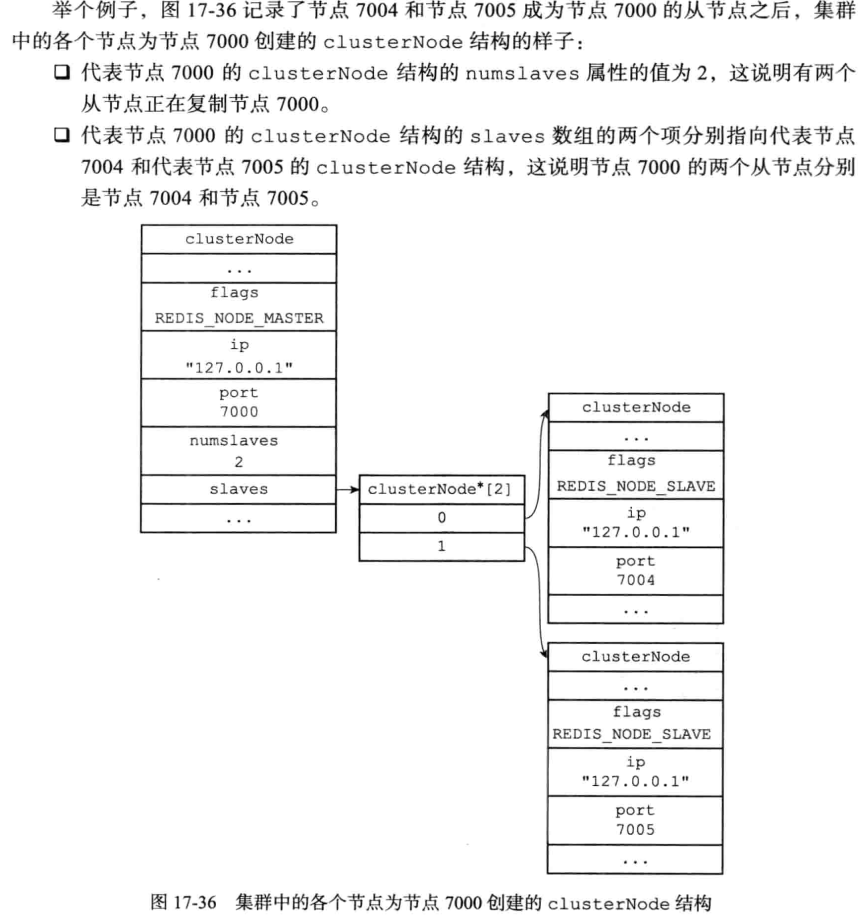 举个例子，图 17-36 记录了节点 7004 和节点 7005 成为节点 7000 的从节点之后，集群
中的各个节点为节点 7000 创建的 clusterNode 结构的样子：
❑ 代表节点 7000 的 clusterNode 结构的 numslaves 属性的值为 2，这说明有两个
从节点正在复制节点 7000。
❑ 代表节点 7000 的 clusterNode 结构的 slaves 数组的两个项分别指向代表节点
7004 和代表节点 7005 的 clusterNode 结构，这说明节点 7000 的两个从节点分别
是节点 7004 和节点 7005。
clusterNode
...
flags
REDIS_NODE_MASTER
ip
"127.0.0.1"
port
7000
numslaves
2
slaves
...
clusterNode*[2]
0
1
clusterNode
...
flags
REDIS_NODE_SLAVE
ip
"127.0.0.1"
port
7004
...
clusterNode
...
flags
REDIS_NODE_SLAVE
ip
"127.0.0.1"
port
7005
...
图 17-36 集群中的各个节点为节点 7000 创建的 clusterNode 结构